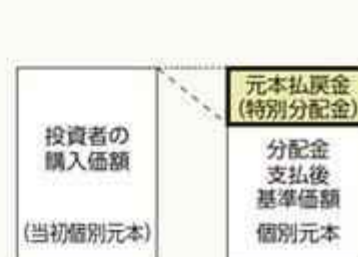 投資者の
購入価額
(当初個別元本)
元本払戻金
(特別分配金)
分配金
支払後
基準価額
個別元本